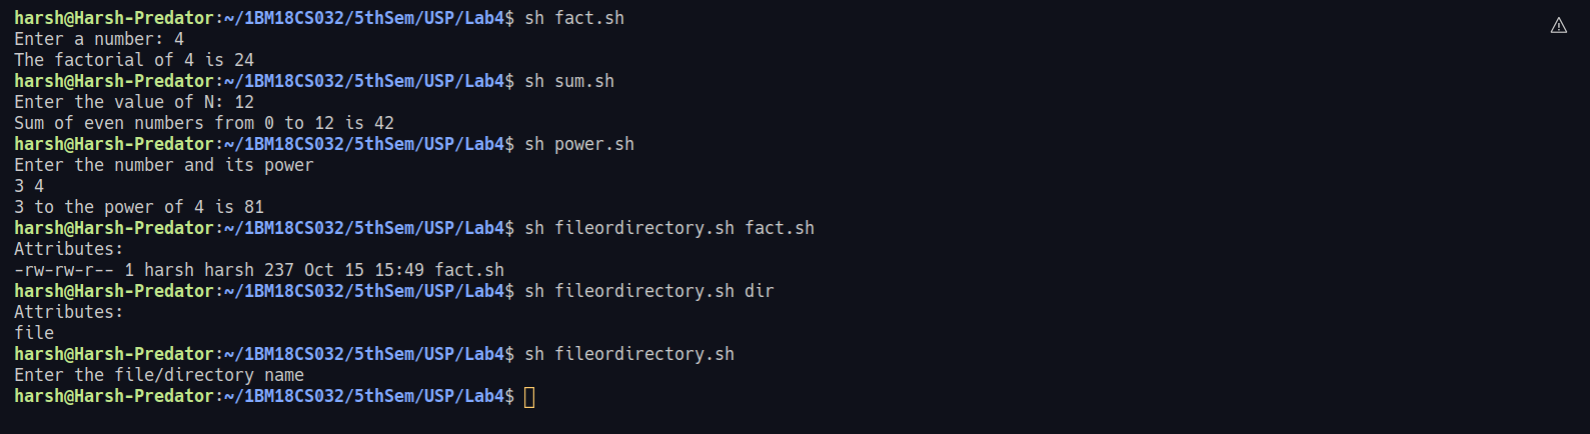 harsh@Harsh-Predator:~/1BM18CS032/5thSem/USP/Lab4$ sh fact.sh
Enter a number: 4
The factorial of 4 is 24
harsh@Harsh-Predator:~/1BM18CS032/5thSem/USP/Lab4$ sh sum.sh
Enter the value of N: 12
Sum of even numbers from 0 to 12 is 42
harsh@Harsh-Predator:~/1BM18CS032/5thSem/USP/Lab4$ sh power.sh
Enter the number and its power
3 4
3 to the power of 4 is 81
harsh@Harsh-Predator:~/1BM18CS032/5thSem/USP/Lab4$ sh fileordirectory.sh fact.sh
Attributes:
-rw-rw-r-- 1 harsh harsh 237 Oct 15 15:49 fact.sh
harsh@Harsh-Predator:~/1BM18CS032/5thSem/USP/Lab4$ sh fileordirectory.sh dir
Attributes:
file
harsh@Harsh-Predator:~/1BM18CS032/5thSem/USP/Lab4$ sh fileordirectory.sh
Enter the file/directory name
harsh@Harsh-Predator:~/1BM18CS032/5thSem/USP/Lab4$